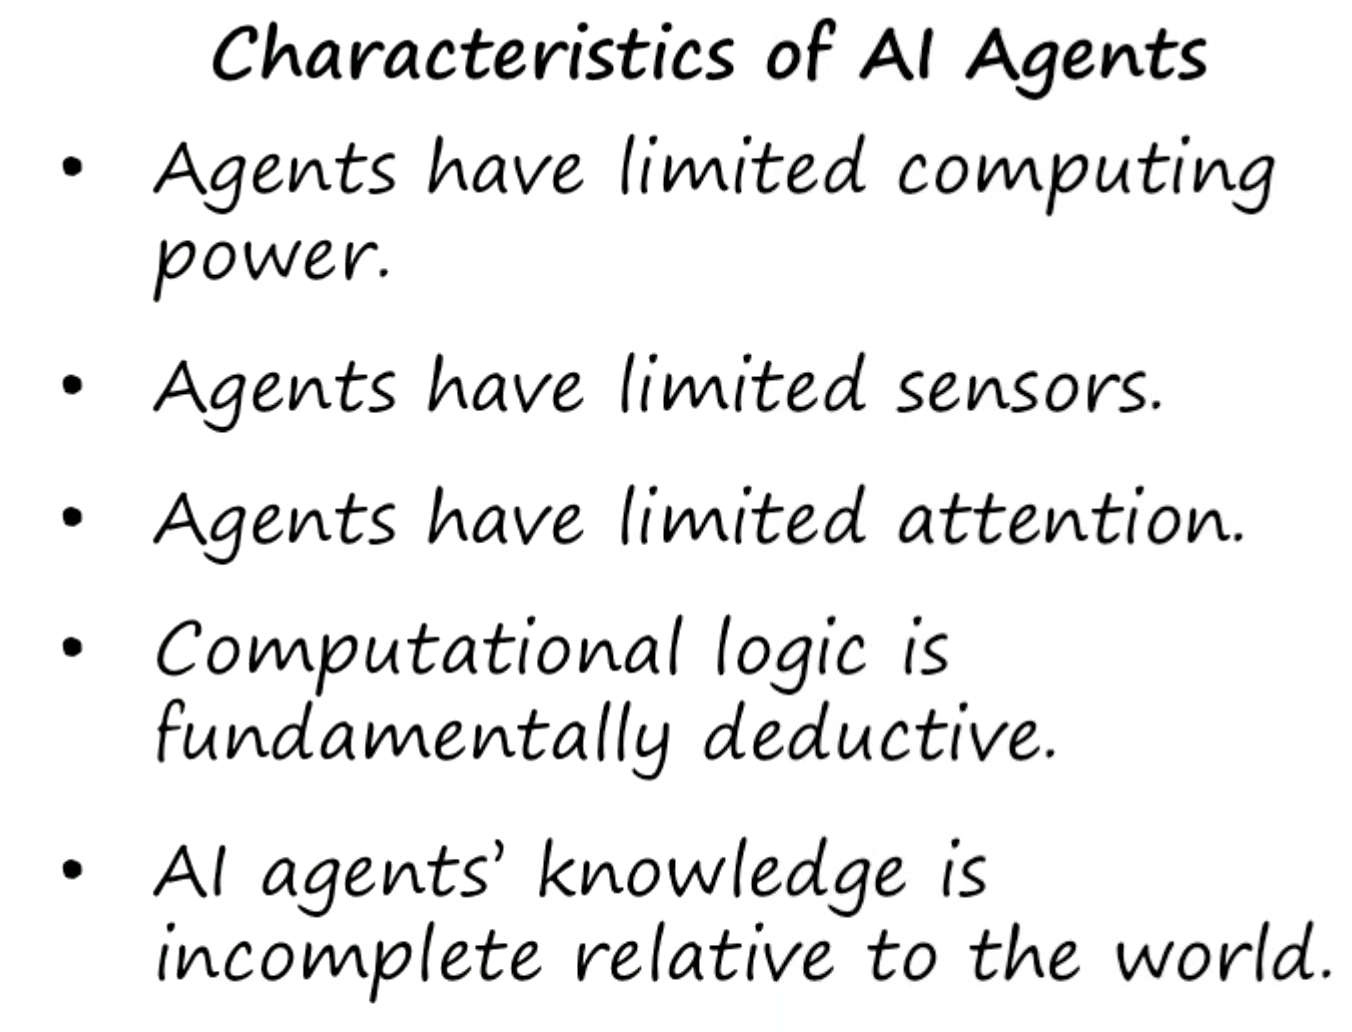 Characteristics of AI Agents
• Agents have limited computing
power.
• Agents have limited sensors.
• Agents have limited attention.
• Computational logic is
fundamentally deductive.
• AI agents’ knowledge is
incomplete relative to the world.